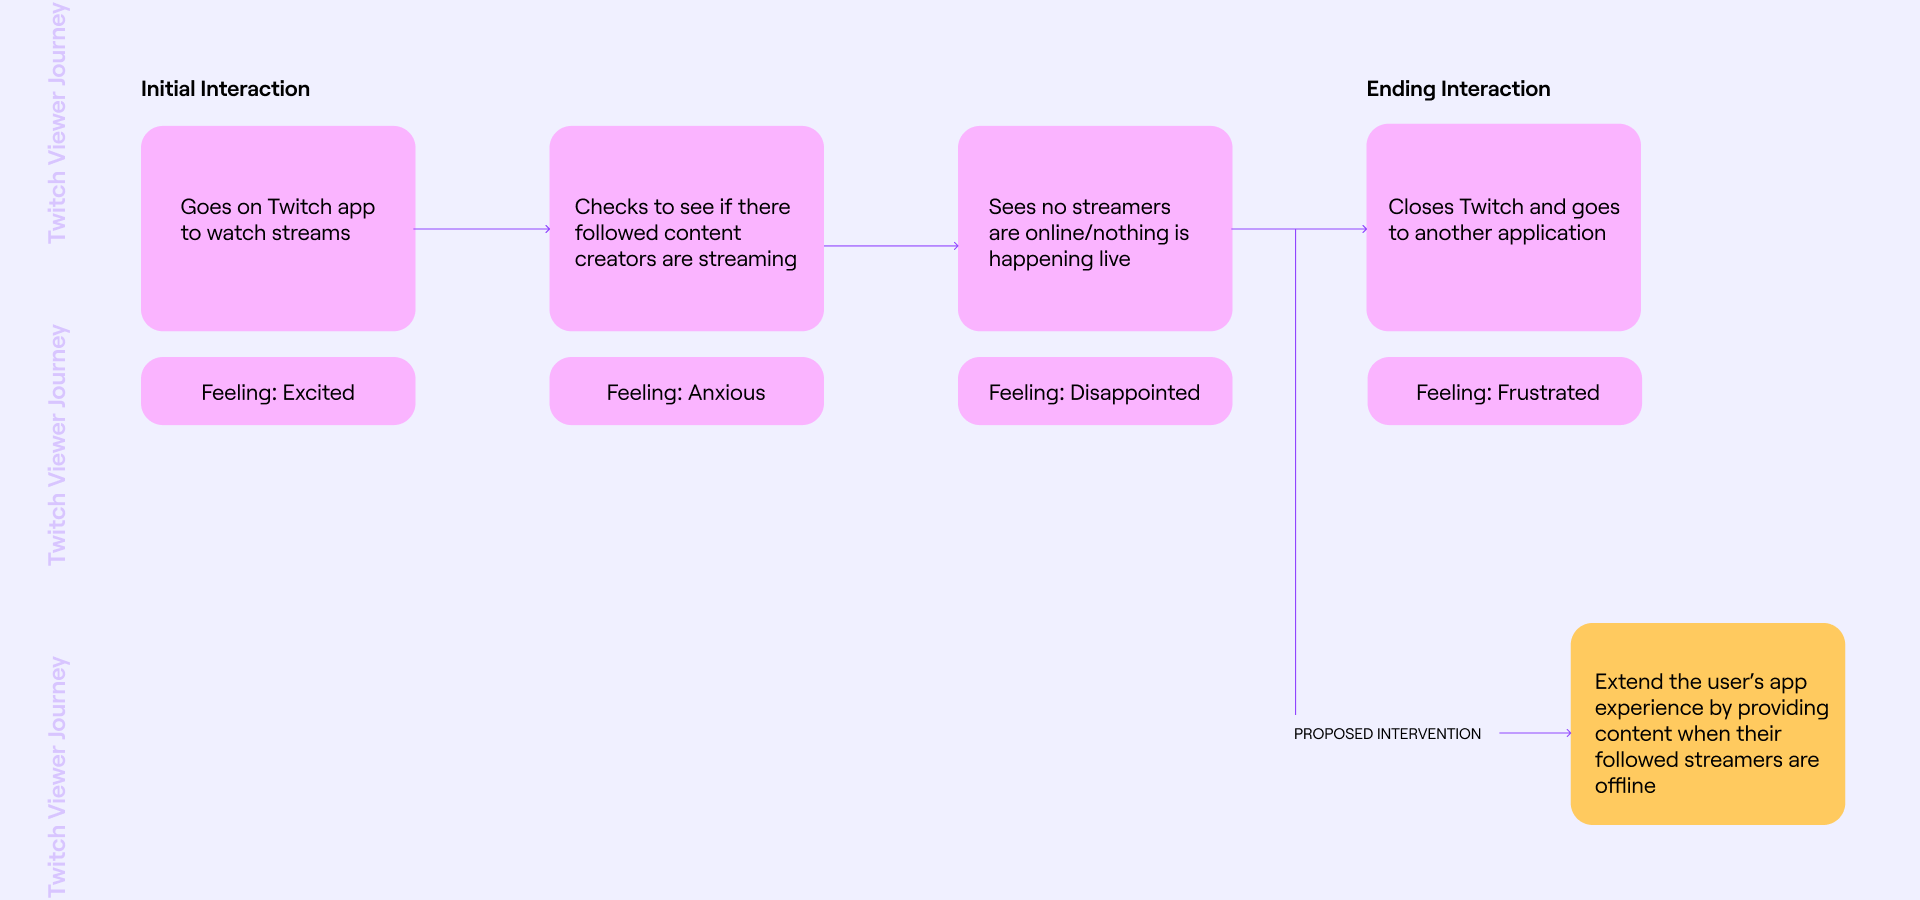 Twitch Viewer Journey
Twitch Viewer Journey
Twitch Viewer Journey
Initial Interaction
Ending Interaction
Goes on Twitch app
to watch streams
Checks to see if there
followed content
creators are streaming
Sees no streamers
are online/nothing is
happening live
Closes Twitch and goes
to another application
Feeling: Excited
Feeling: Anxious
Feeling: Disappointed
Feeling: Frustrated
PROPOSED INTERVENTION
Extend the user’s app
experience by providing
content when their
followed streamers are
offline